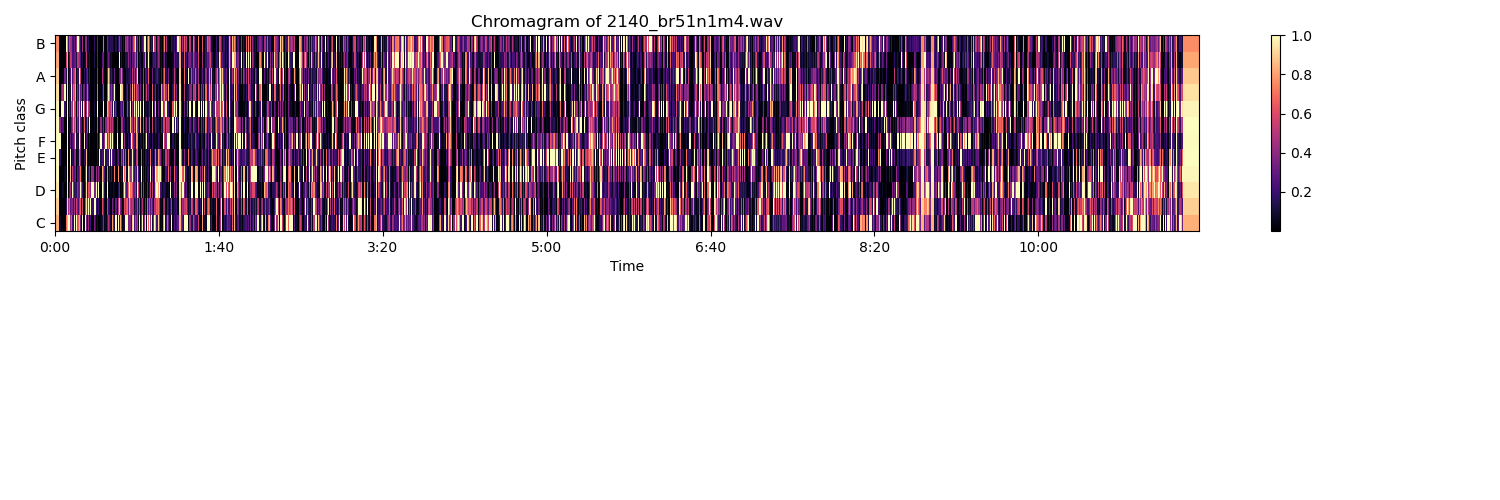 Chromagram of 2140_br51n1m4.wav
B
A
G
F
E
D
C
Pitch class
0:00 1:40 3:20 5:00 6:40 8:20 10:00
Time
1.0
0.8
0.6
0.4
0.2